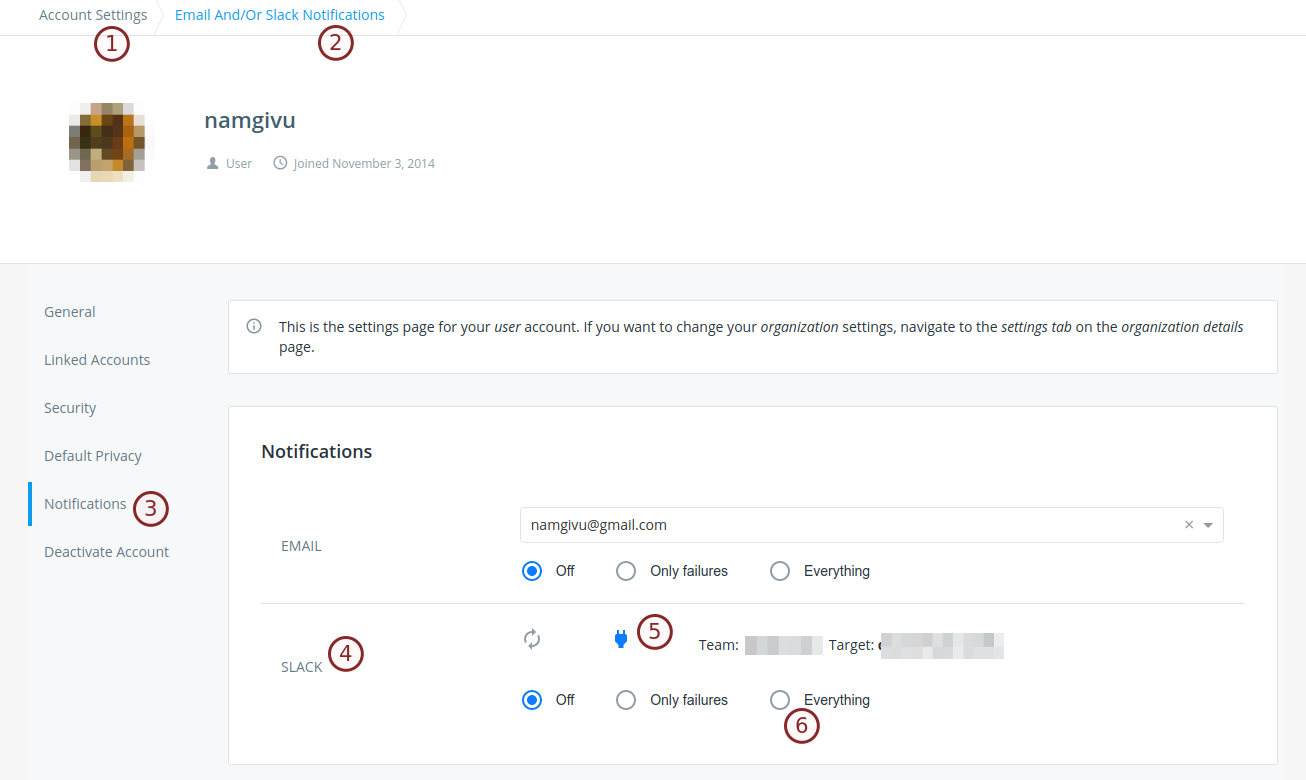 Account Settings Email And/Or Slack Notifications
1 2
namgivu
User Joined November 3, 2014
General
Linked Accounts
Security
Default Privacy
Notifications 3
Deactivate Account
This is the settings page for your user account. If you want to change your organization settings, navigate to the settings tab on the organization details
page.
Notifications
EMAIL
namgivu@gmail.com
Off Only failures Everything
SLACK 4
5 Team: Target:
Off Only failures Everything
6